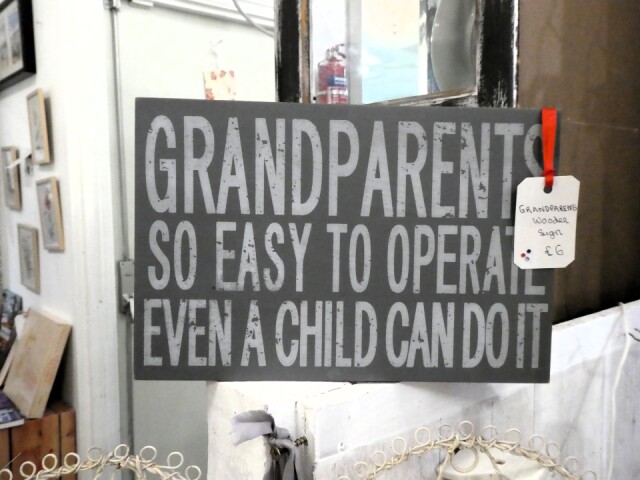 GRANDPARENTS
SO EASY TO OPERATE
EVEN A CHILD CAN DO IT
GRANDPARENTS
Wooden
Sign
£6